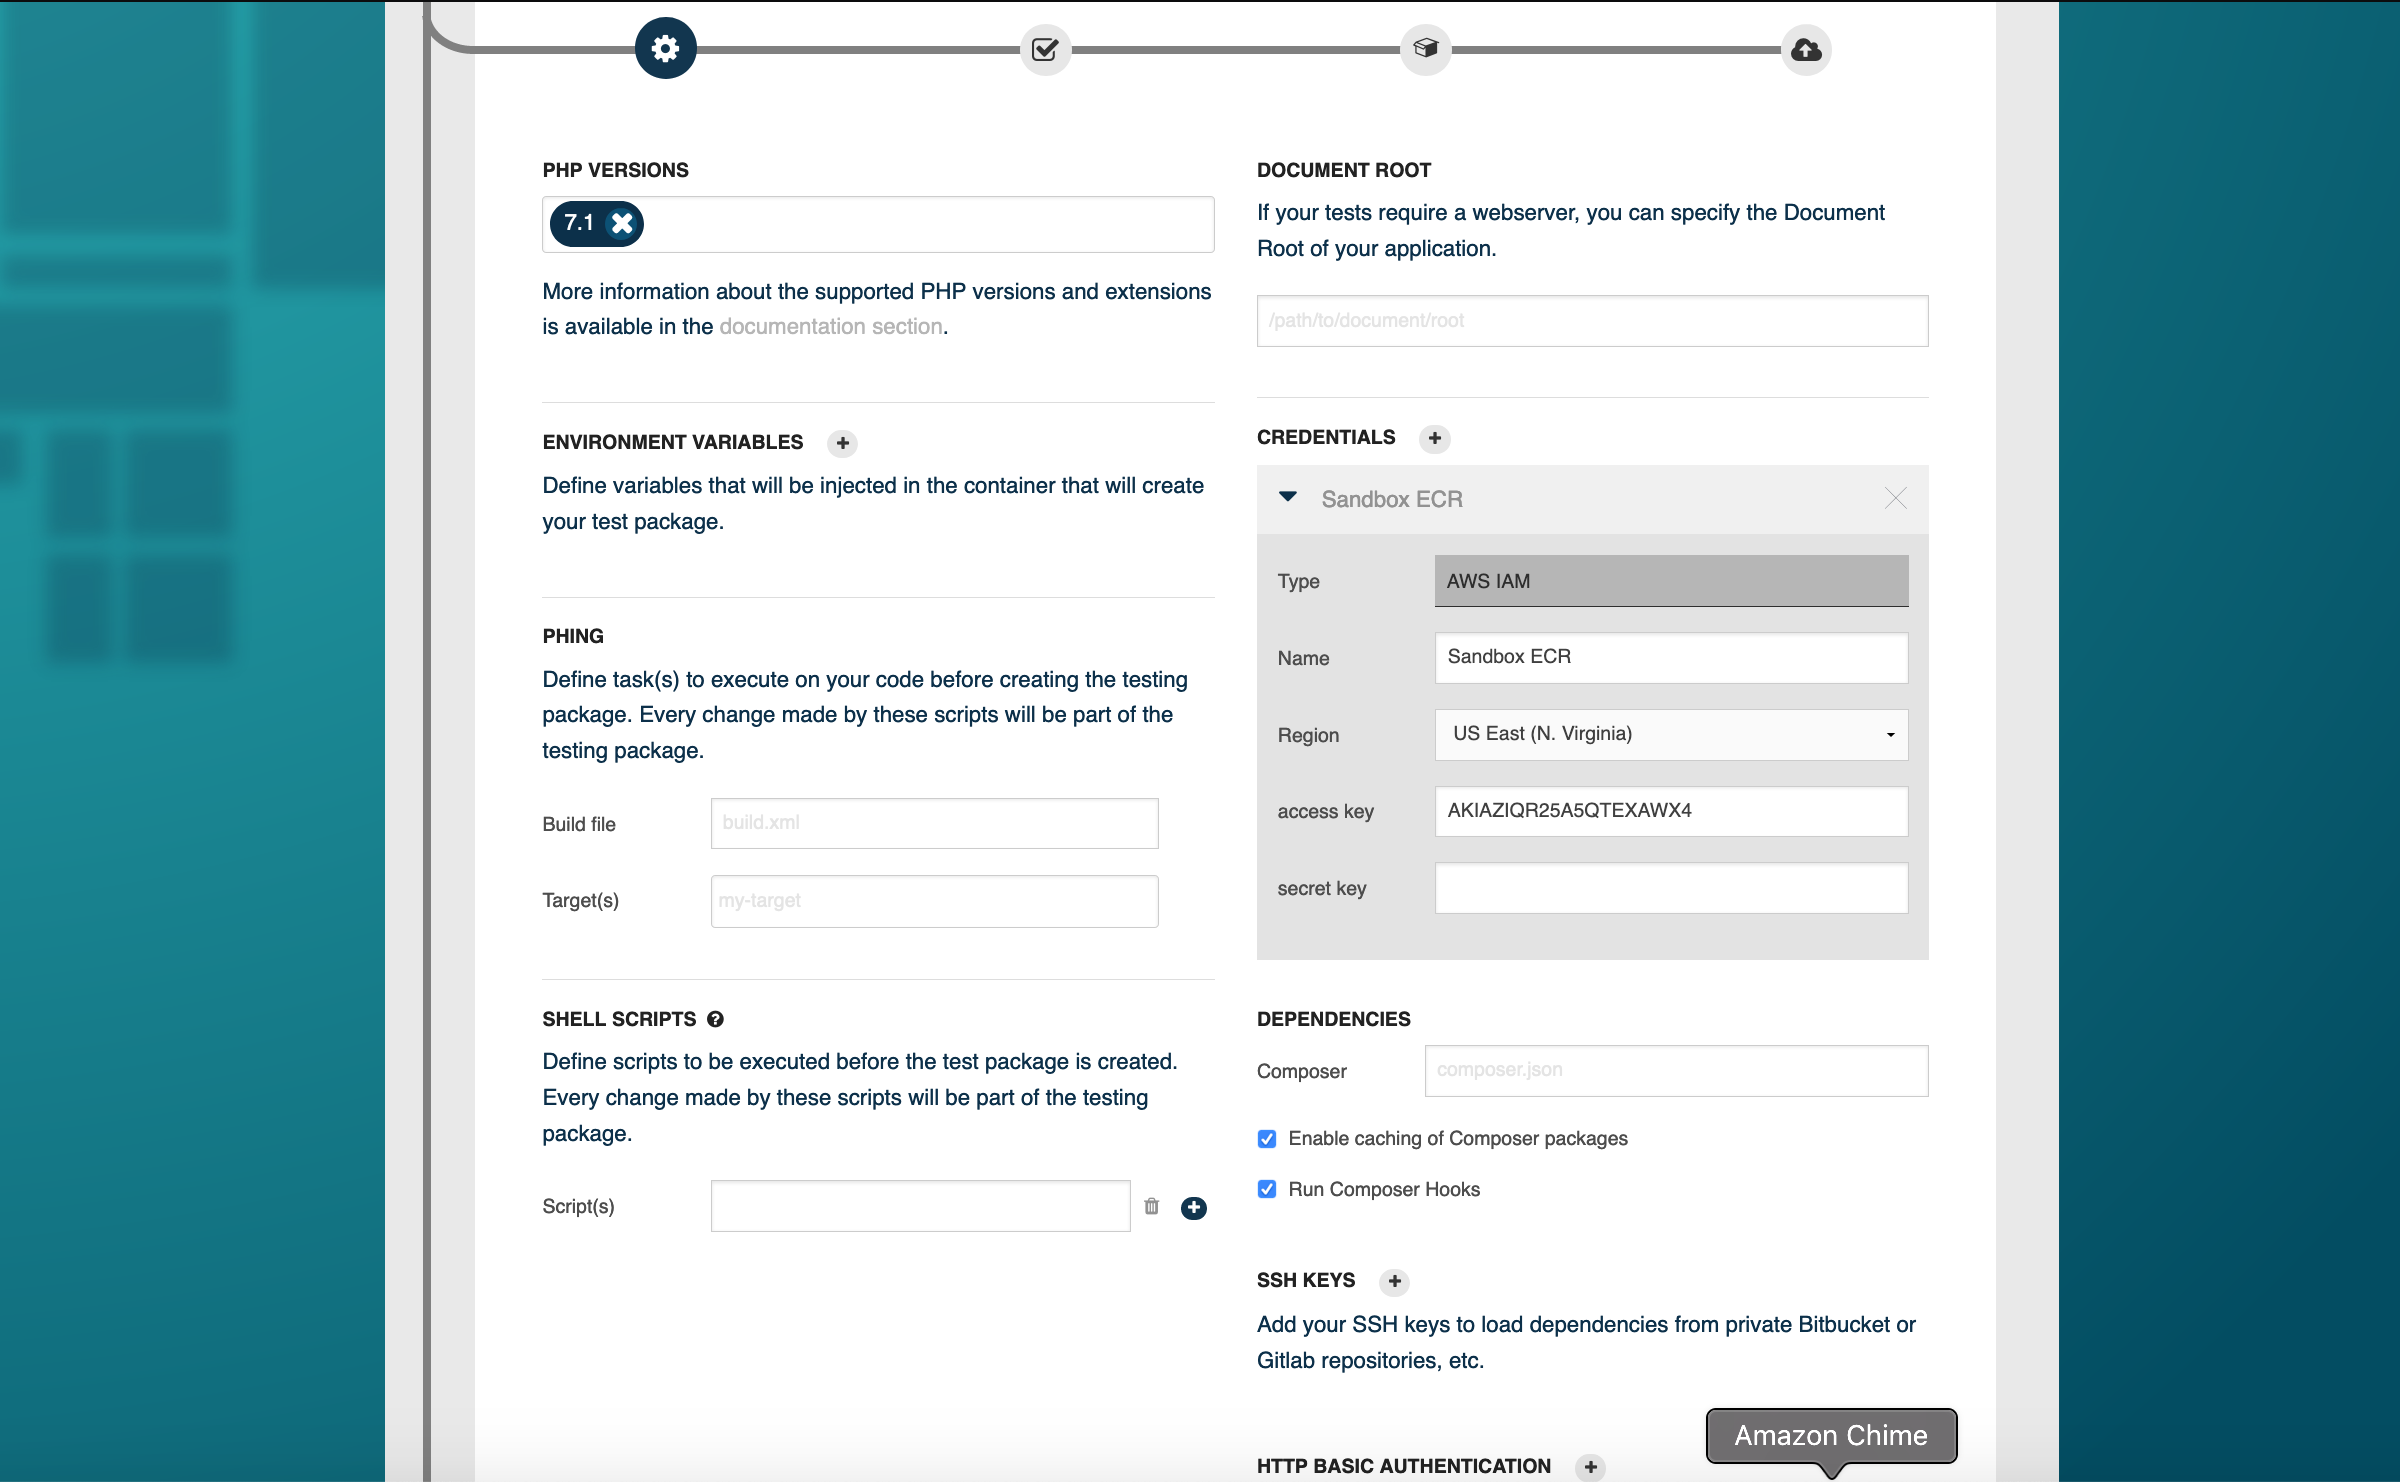 PHP VERSIONS
7.1
More information about the supported PHP versions and extensions
is available in the documentation section.
ENVIRONMENT VARIABLES
Define variables that will be injected in the container that will create
your test package.
PHING
Define task(s) to execute on your code before creating the testing
package. Every change made by these scripts will be part of the
testing package.
Build file
build.xml
Target(s)
my-target
SHELL SCRIPTS
Define scripts to be executed before the test package is created.
Every change made by these scripts will be part of the testing
package.
Script(s)
DOCUMENT ROOT
If your tests require a webserver, you can specify the Document
Root of your application.
/path/to/document/root
CREDENTIALS
Sandbox ECR
Type
AWS IAM
Name
Sandbox ECR
Region
US East (N. Virginia)
access key
AKIAZIQR25A5QTEXAWX4
secret key
DEPENDENCIES
Composer
composer.json
Enable caching of Composer packages
Run Composer Hooks
SSH KEYS
Add your SSH keys to load dependencies from private Bitbucket or
Gitlab repositories, etc.
HTTP BASIC AUTHENTICATION
Amazon Chime